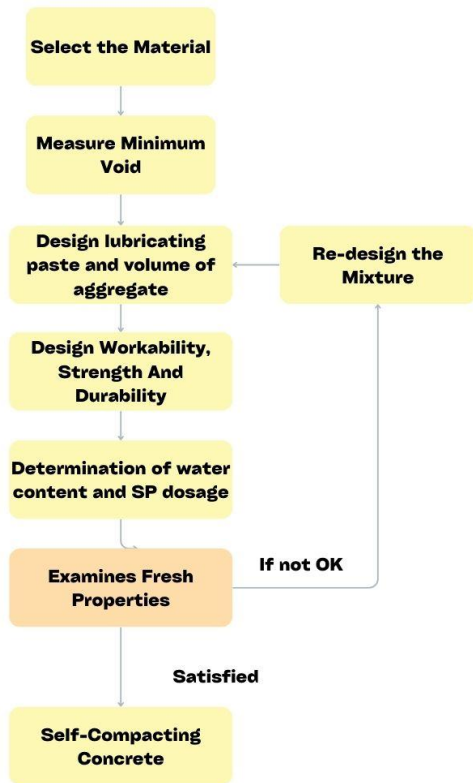 Select the Material
Measure Minimum
Void
Design lubricating
paste and volume of
aggregate
Re-design the
Mixture
Design Workability,
Strength And
Durability
Determination of water
content and SP dosage
Examines Fresh
Properties
If not OK
Satisfied
Self-Compacting
Concrete